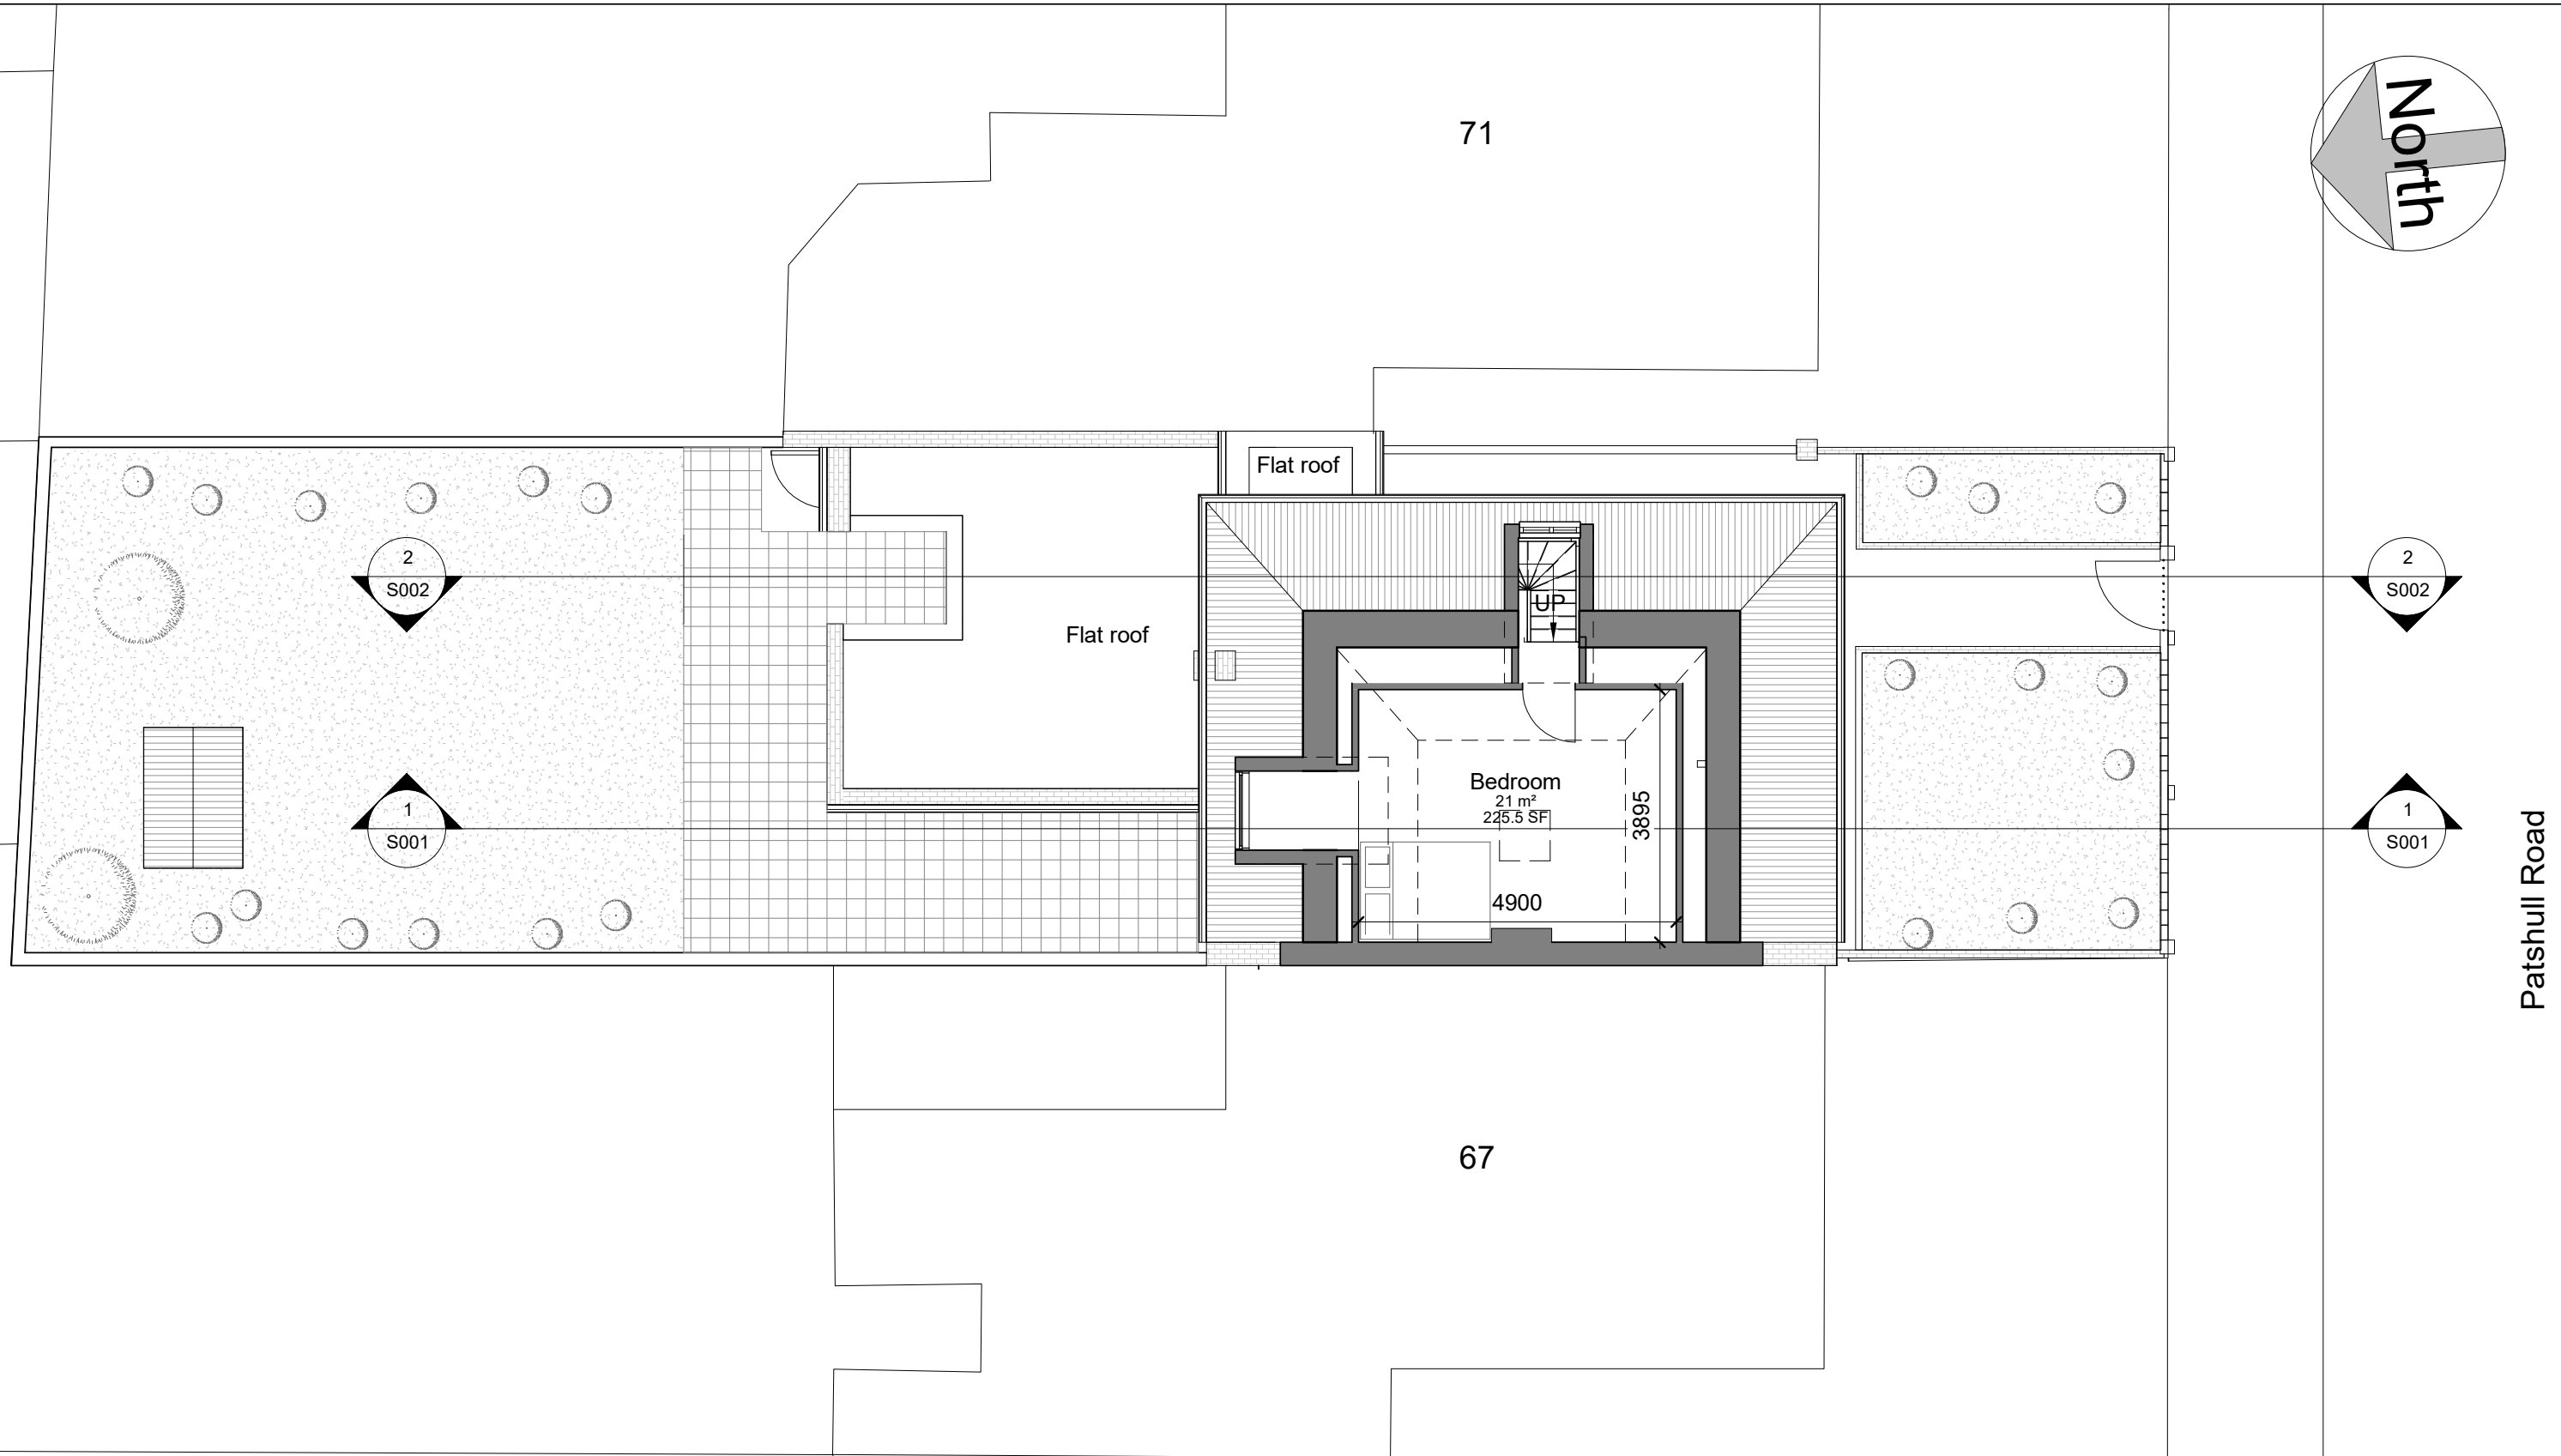 North
71
Flat roof
2
S002
2
S002
UP
Flat roof
Bedroom
21 m²
225.5 SF
3895
1
S001
1
S001
4900
Patshull Road
67